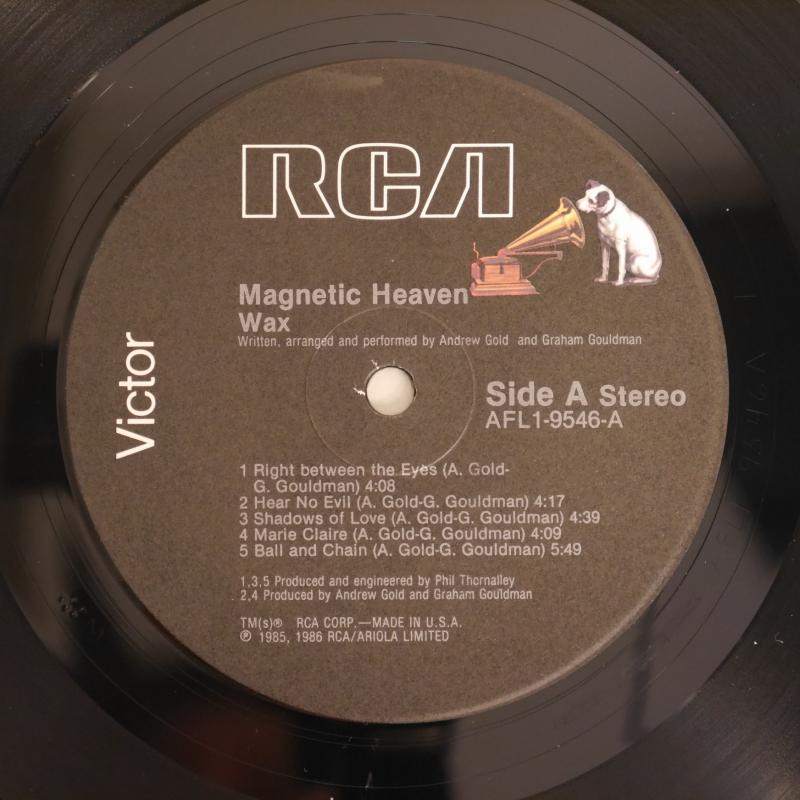 RCA
Magnetic Heaven
Wax
Written, arranged and performed by Andrew Gold and Graham Gouldman
Victor
Side A Stereo
AFL1-9546-A
1 Right between the Eyes (A. Gold-
G. Gouldman) 4:08
2 Hear No Evil (A. Gold-G. Gouldman) 4:17
3 Shadows of Love (A. Gold-G. Gouldman) 4:39
4 Marie Claire (A. Gold-G. Gouldman) 4:09
5 Ball and Chain (A. Gold-G. Gouldman) 5:49
1,3,5 Produced and engineered by Phil Thornalley
2,4 Produced by Andrew Gold and Graham Gouldman
TM(s)® RCA CORP.—MADE IN U.S.A.
℗ 1985, 1986 RCA/ARIOLA LIMITED